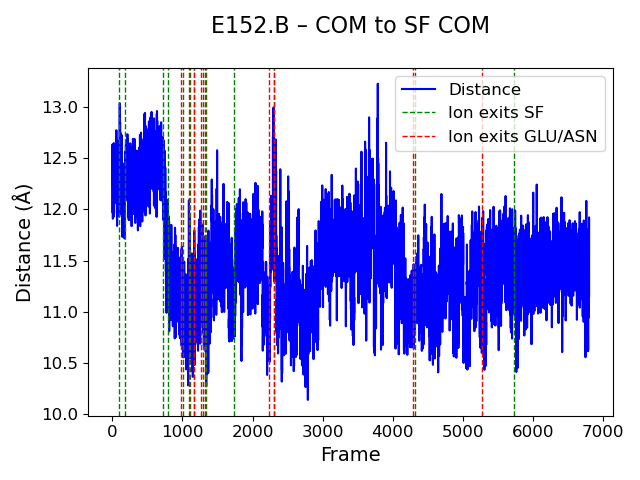 E152.B – COM to SF COM
Distance
Ion exits SF
Ion exits GLU/ASN
Distance (Å)
13.0
12.5
12.0
11.5
11.0
10.5
10.0
0 1000 2000 3000 4000 5000 6000 7000
Frame